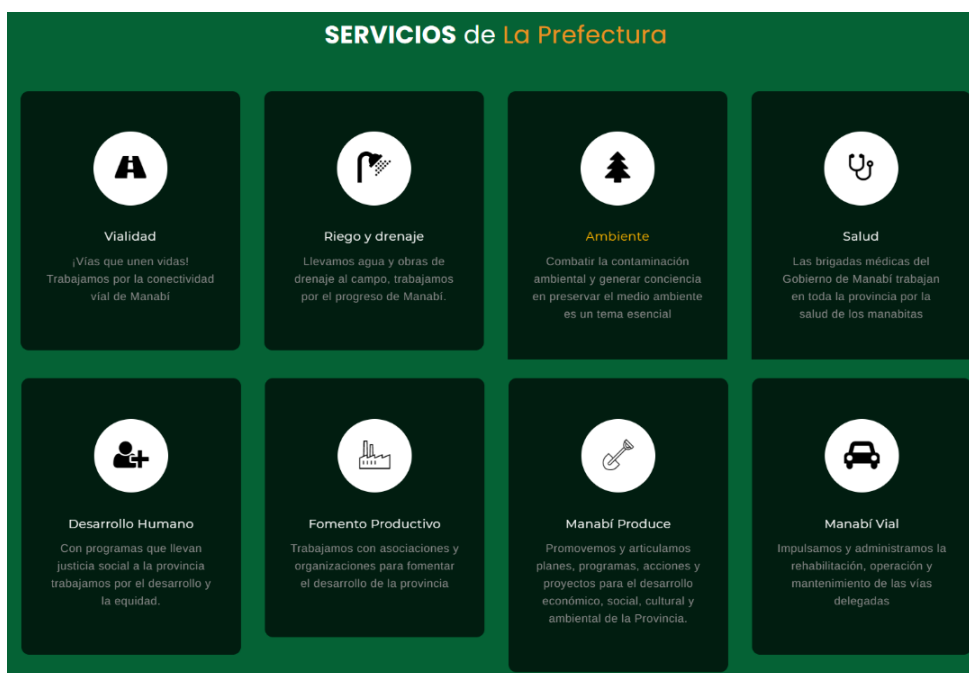 SERVICIOS de La Prefectura
Vialidad
¡Vías que unen vidas!
Trabajamos por la conectividad
víal de Manabí
Riego y drenaje
Llevamos agua y obras de
drenaje al campo, trabajamos
por el progreso de Manabí.
Ambiente
Combatir la contaminación
ambiental y generar conciencia
en preservar el medio ambiente
es un tema esencial
Salud
Las brigadas médicas del
Gobierno de Manabí trabajan
en toda la provincia por la
salud de los manabitas
Desarrollo Humano
Con programas que llevan
justicia social a la provincia
trabajamos por el desarrollo y
la equidad.
Fomento Productivo
Trabajamos con asociaciones y
organizaciones para fomentar
el desarrollo de la provincia
Manabí Produce
Promovemos y articulamos
planes, programas, acciones y
proyectos para el desarrollo
económico, social, cultural y
ambiental de la Provincia.
Manabí Vial
Impulsamos y administramos la
rehabilitación, operación y
mantenimiento de las vías
delegadas